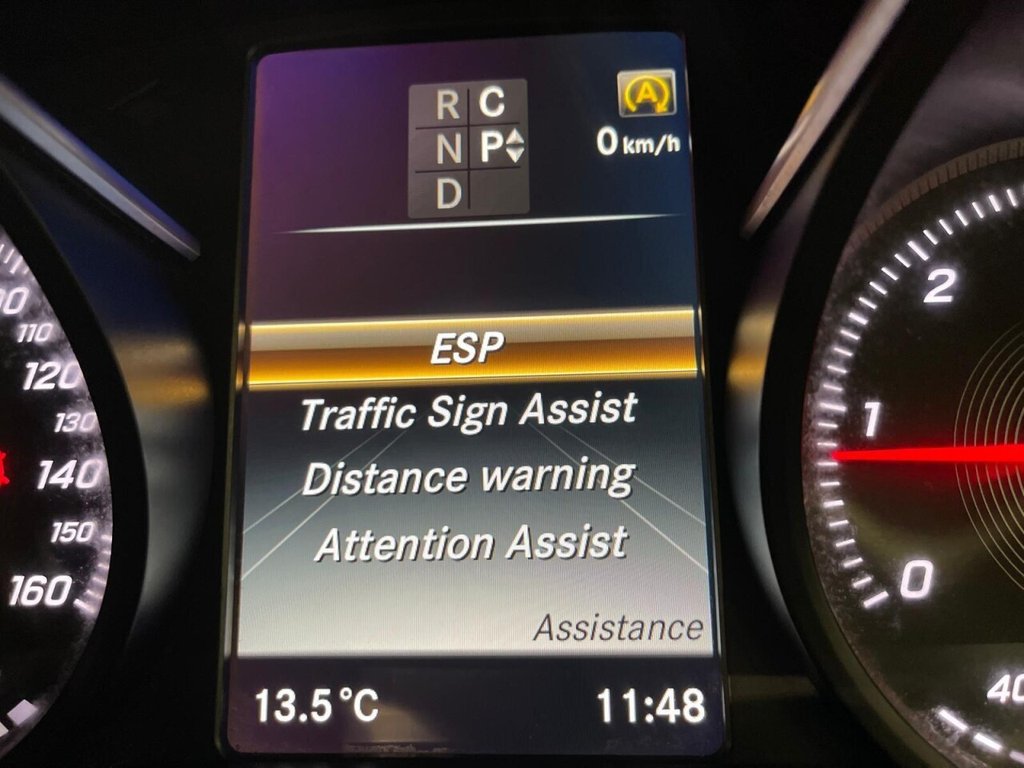 R C
A
N P
0 km/h
D
ESP
Traffic Sign Assist
Distance warning
Attention Assist
Assistance
13.5 °C
11:48
110
120
130
140
150
160
2
1
0